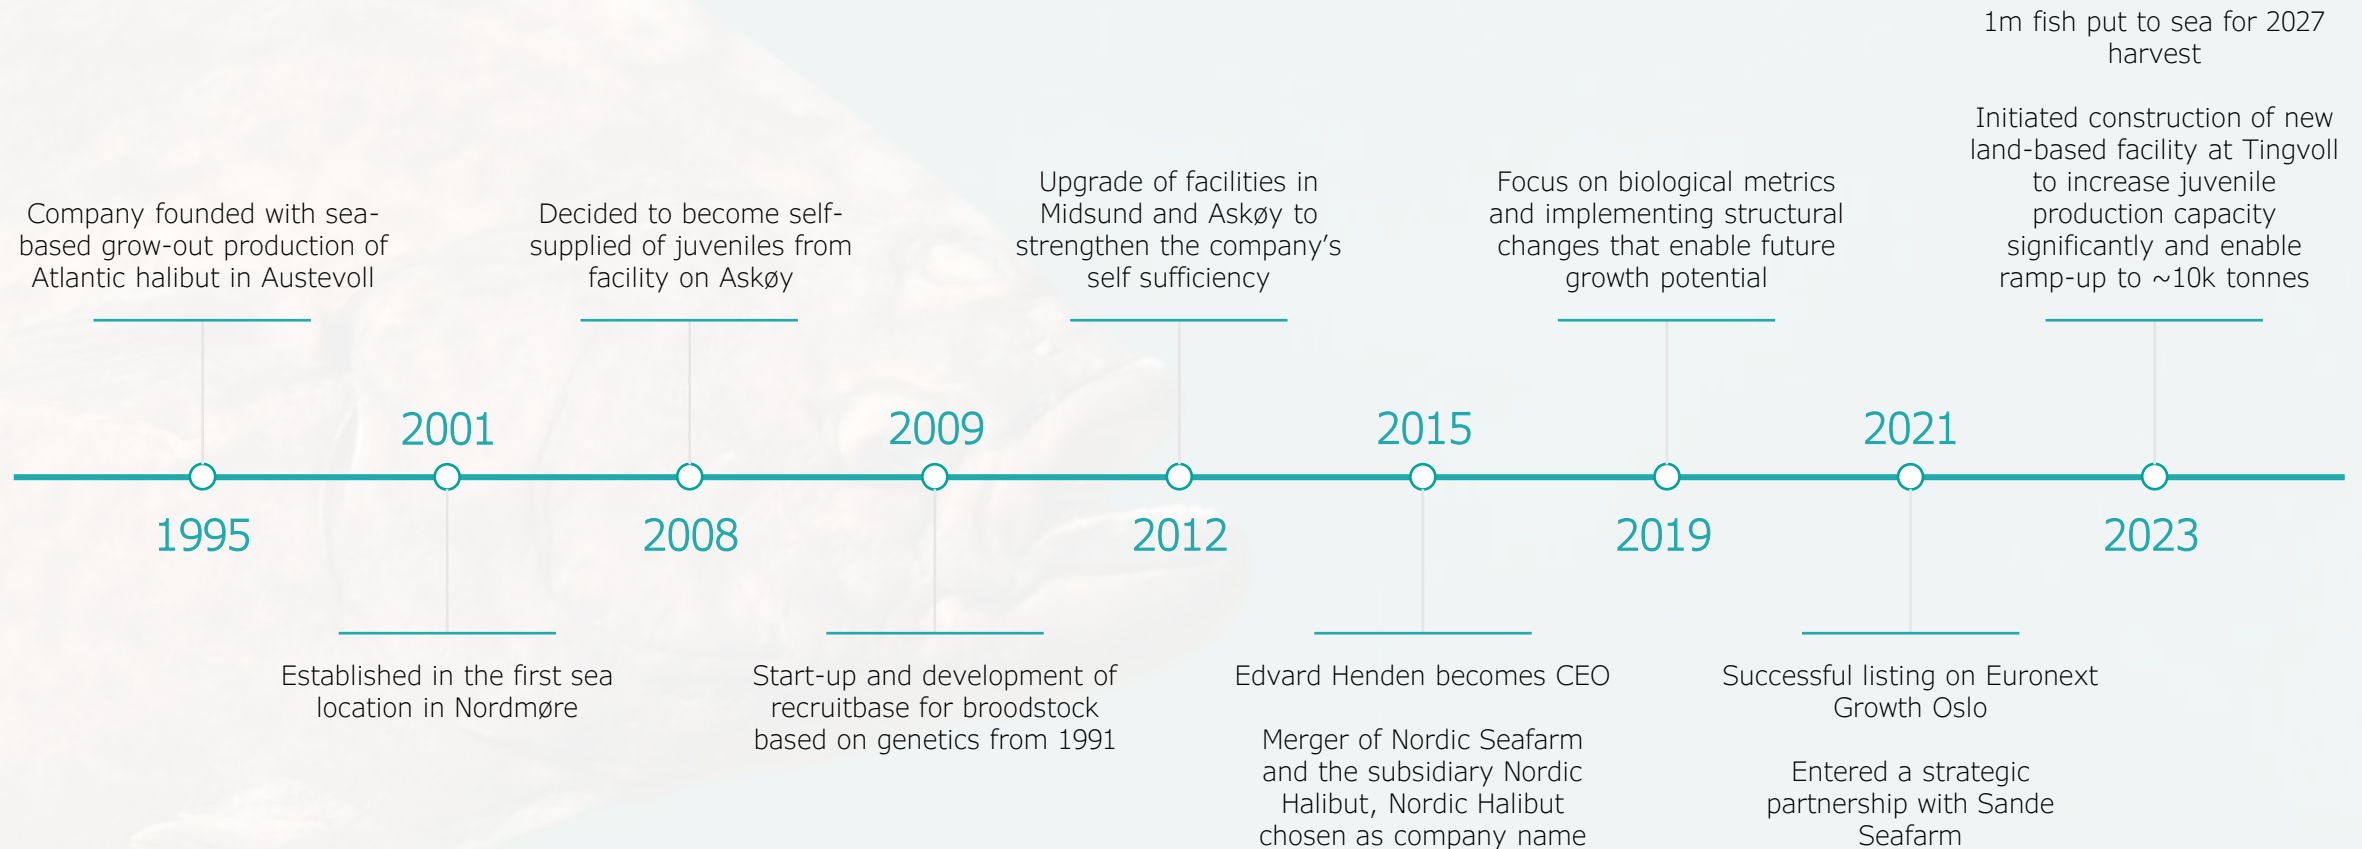 1m fish put to sea for 2027
harvest
Initiated construction of new
land-based facility at Tingvoll
to increase juvenile
production capacity
significantly and enable
ramp-up to ~10k tonnes
Company founded with sea-
based grow-out production of
Atlantic halibut in Austevoll
Decided to become self-
supplied of juveniles from
facility on Askøy
Upgrade of facilities in
Midsund and Askøy to
strengthen the company’s
self sufficiency
Focus on biological metrics
and implementing structural
changes that enable future
growth potential
2001
2009
2015
2021
1995
2008
2012
2019
2023
Established in the first sea
location in Nordmøre
Start-up and development of
recruitbase for broodstock
based on genetics from 1991
Edvard Henden becomes CEO
Merger of Nordic Seafarm
and the subsidiary Nordic
Halibut, Nordic Halibut
chosen as company name
Successful listing on Euronext
Growth Oslo
Entered a strategic
partnership with Sande
Seafarm